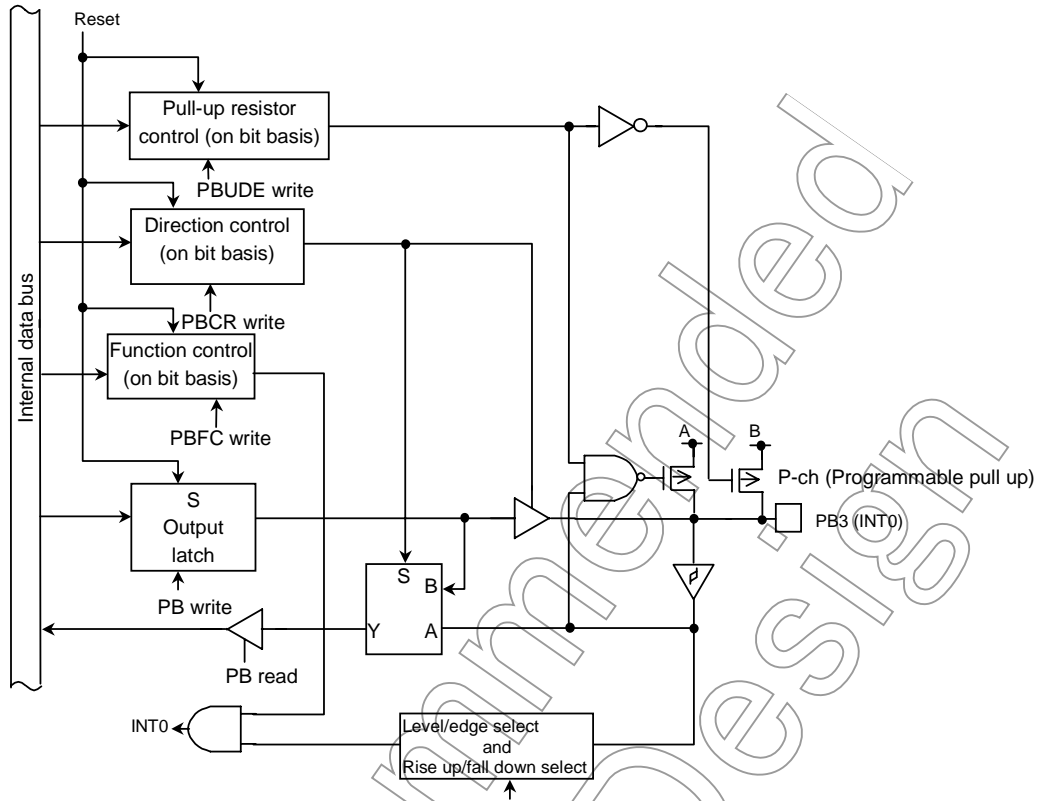 Reset
Internal data bus
Pull-up resistor
control (on bit basis)
PBUDE write
Direction control
(on bit basis)
PBCR write
Function control
(on bit basis)
PBFC write
A
B
P-ch (Programmable pull up)
S
Output
latch
PB3 (INT0)
PB write
S
B
Y
A
PB read
INT0
Level/edge select
and
Rise up/fall down select
mmended
Design